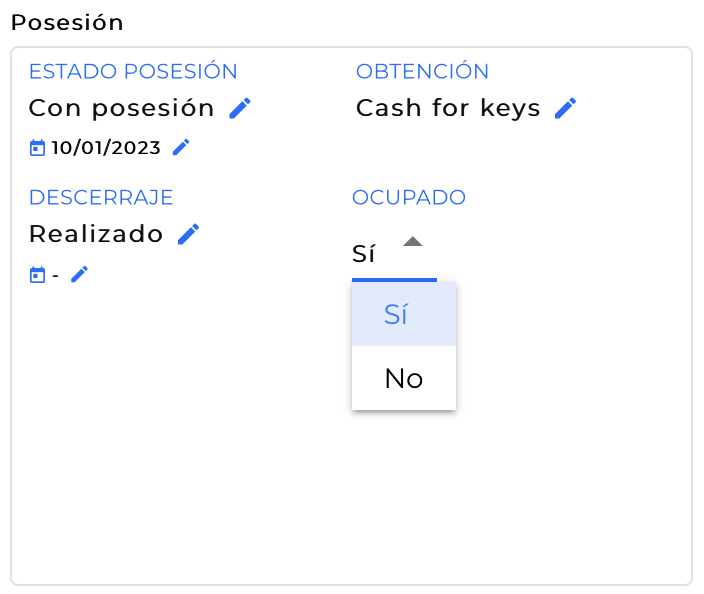 Posesión
ESTADO POSESIÓN
Con posesión
10/01/2023
OBTENCIÓN
Cash for keys
DESCERRAJE
Realizado
-
OCUPADO
Sí
Sí
No